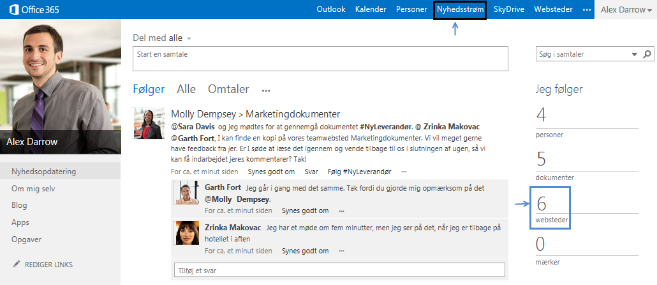 Office 365
Outlook Kalender Personer Nyhedsstrøm SkyDrive Websteder ••• Alex Darrow
Alex Darrow
Nyhedsopdatering
Om mig selv
Blog
Apps
Opgaver
REDIGER LINKS
Del med alle
Start en samtale
Følger Alle Omtaler •••
Molly Dempsey > Marketingdokumenter
@Sara Davis og jeg mødtes for at gennemgå dokumentet #NyLeverandør. @ Zrinka Makovac
@Garth Fort, I kan finde en kopi på vores teamwebsted Marketingdokumenter. Vi vil meget gerne
have feedback fra jer. Er I søde at læse det igennem og vende tilbage til os i slutningen af ugen, så vi
kan få indarbejdet jeres kommentarer? Tak!
For ca. et minut siden Synes godt om Svar Følg #NyLeverandør •••
Garth Fort Jeg går i gang med det samme. Tak fordi du gjorde mig opmærksom på det
@Molly Dempsey.
For ca. et minut siden Synes godt om •••
Zrinka Makovac Jeg har et møde om fem minutter, men jeg ser på det, når jeg er tilbage på
hotellet i aften
For ca. et minut siden Synes godt om •••
Tilføj et svar
Søg i samtaler
Jeg følger
4
personer
5
dokumenter
6
websteder
0
mærker